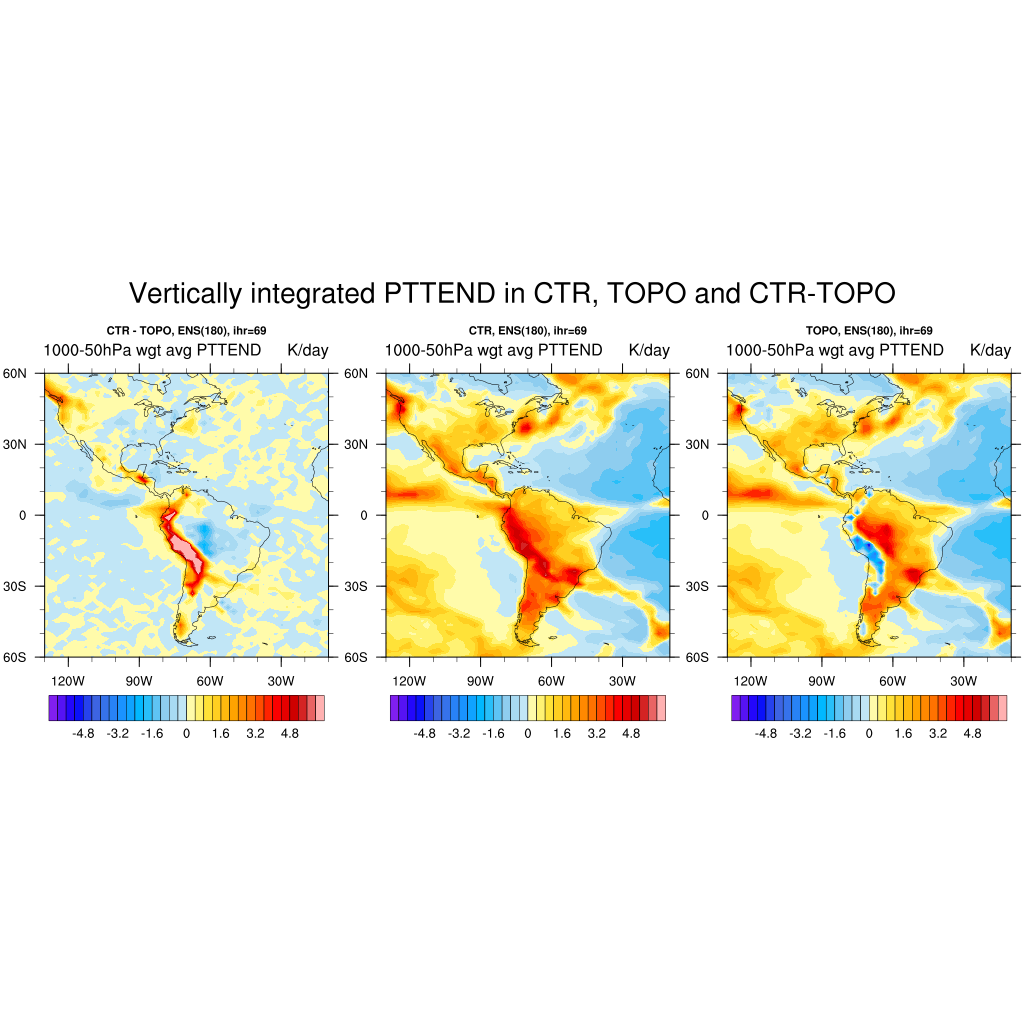 Vertically integrated PTTEND in CTR, TOPO and CTR-TOPO
CTR - TOPO, ENS(180), ihr=69
1000-50hPa wgt avg PTTEND K/day
60N
30N
0
30S
60S
120W 90W 60W 30W
-4.8 -3.2 -1.6 0 1.6 3.2 4.8
CTR, ENS(180), ihr=69
1000-50hPa wgt avg PTTEND K/day
60N
30N
0
30S
60S
120W 90W 60W 30W
-4.8 -3.2 -1.6 0 1.6 3.2 4.8
TOPO, ENS(180), ihr=69
1000-50hPa wgt avg PTTEND K/day
60N
30N
0
30S
60S
120W 90W 60W 30W
-4.8 -3.2 -1.6 0 1.6 3.2 4.8